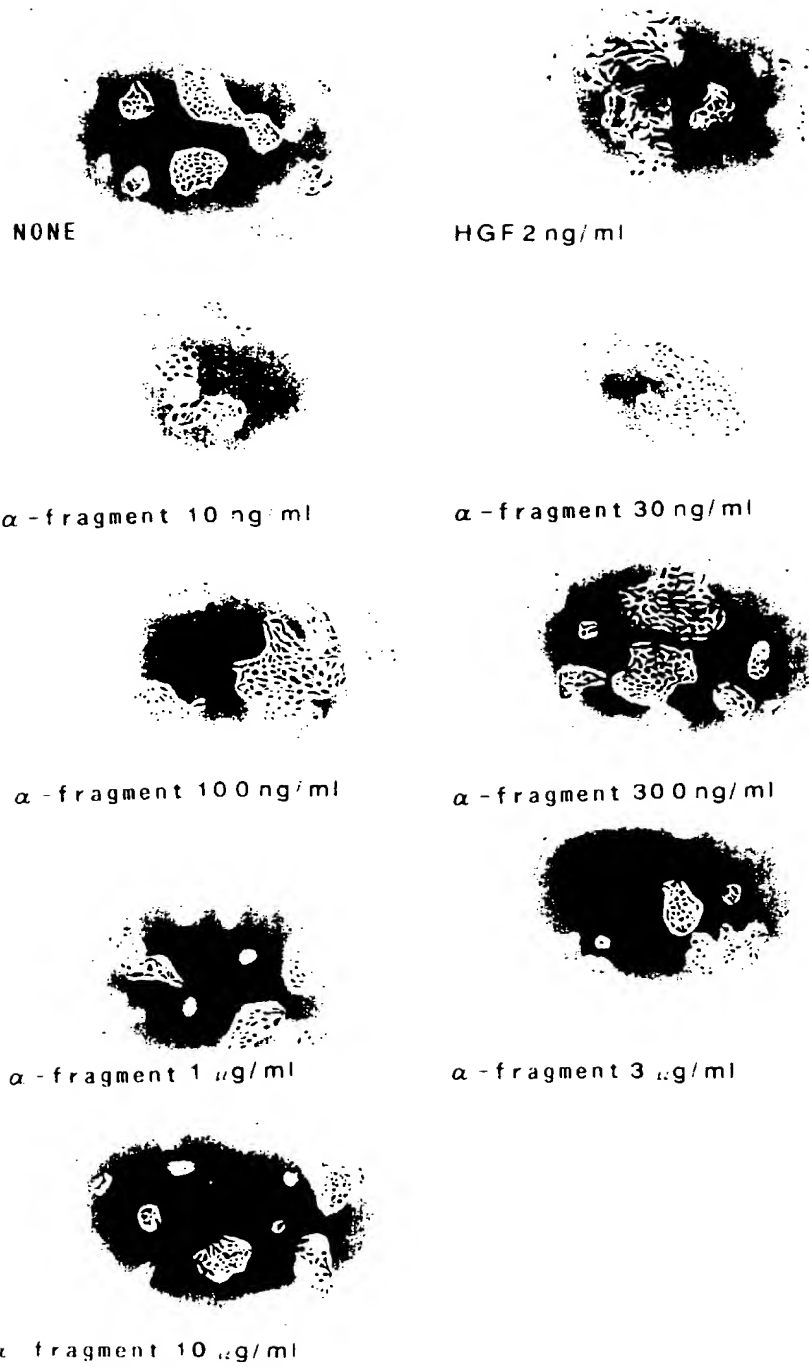 NONE
HGF 2 ng/ml
α-fragment 10 ng/ml
α-fragment 30 ng/ml
α-fragment 100 ng/ml
α-fragment 300 ng/ml
α-fragment 1 μg/ml
α-fragment 3 μg/ml
α fragment 10 μg/ml